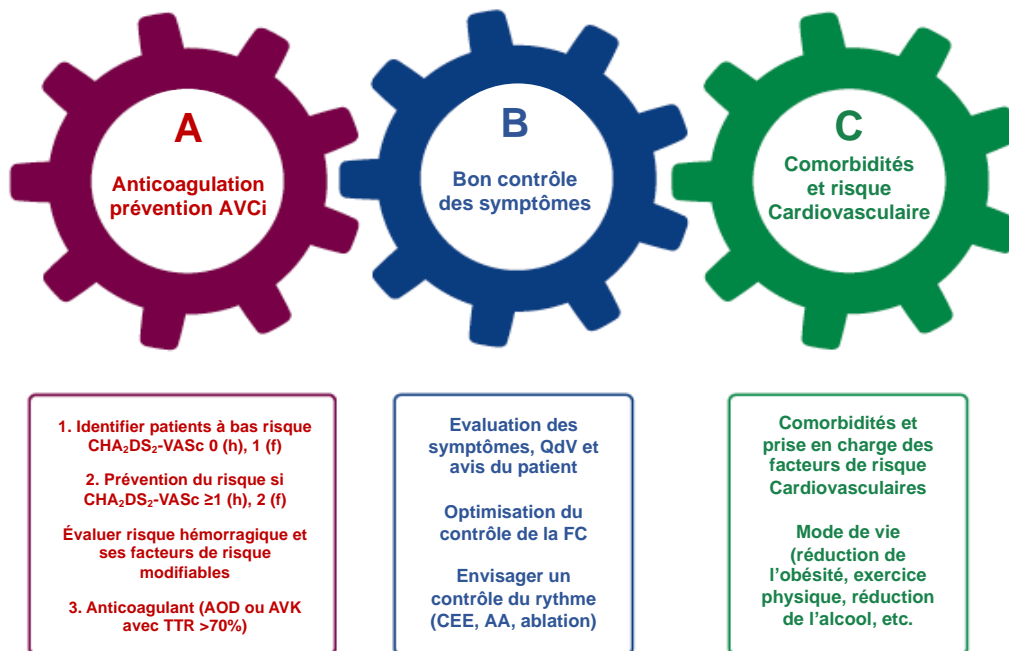 A
Anticoagulation
prévention AVCi
B
Bon contrôle
des symptômes
C
Comorbidités
et risque
Cardiovasculaire
1. Identifier patients à bas risque
CHA₂DS₂-VASc 0 (h), 1 (f)
2. Prévention du risque si
CHA₂DS₂-VASc ≥1 (h), 2 (f)
Évaluer risque hémorragique et
ses facteurs de risque
modifiables
3. Anticoagulant (AOD ou AVK
avec TTR >70%)
Evaluation des
symptômes, QdV et
avis du patient
Optimisation du
contrôle de la FC
Envisager un
contrôle du rythme
(CEE, AA, ablation)
Comorbidités et
prise en charge des
facteurs de risque
Cardiovasculaires
Mode de vie
(réduction de
l’obésité, exercice
physique, réduction
de l’alcool, etc.